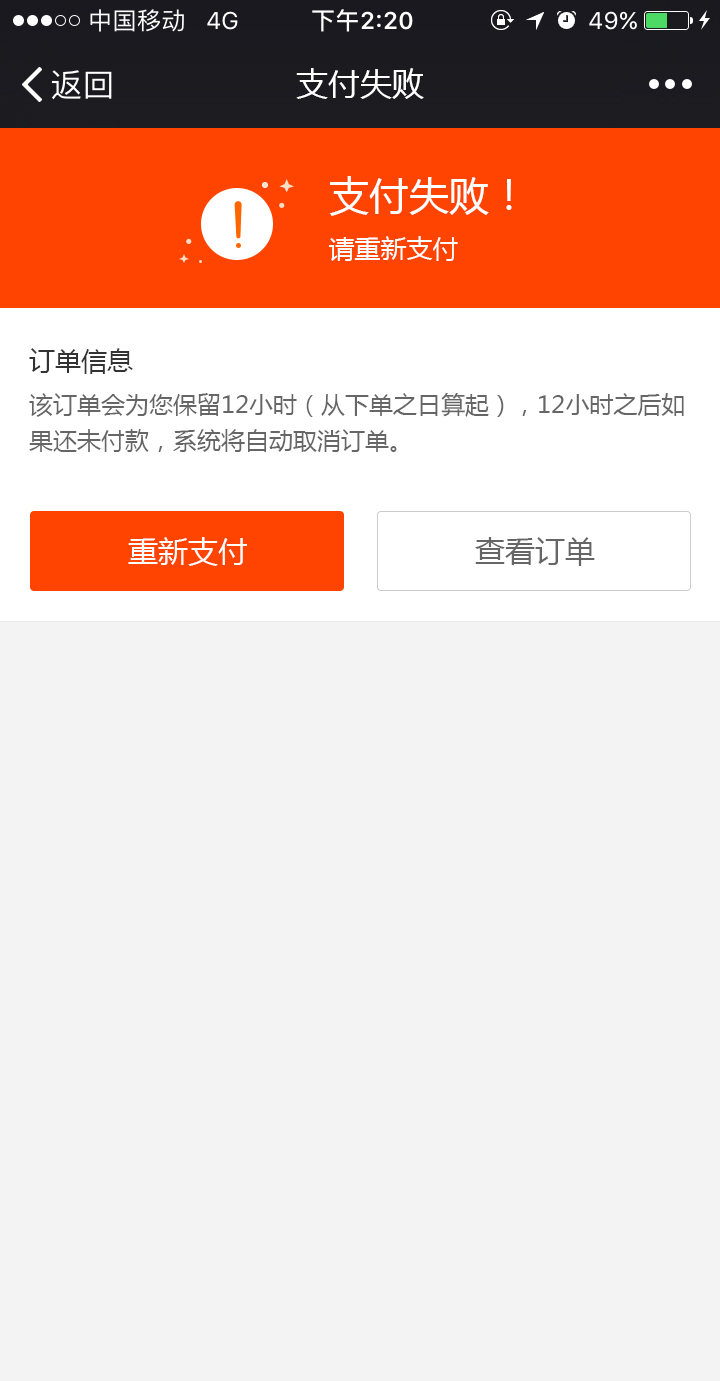 中国移动 4G 下午2:20 49%
返回 支付失败
支付失败！
请重新支付
订单信息
该订单会为您保留12小时（从下单之日算起），12小时之后如
果还未付款，系统将自动取消订单。
重新支付 查看订单